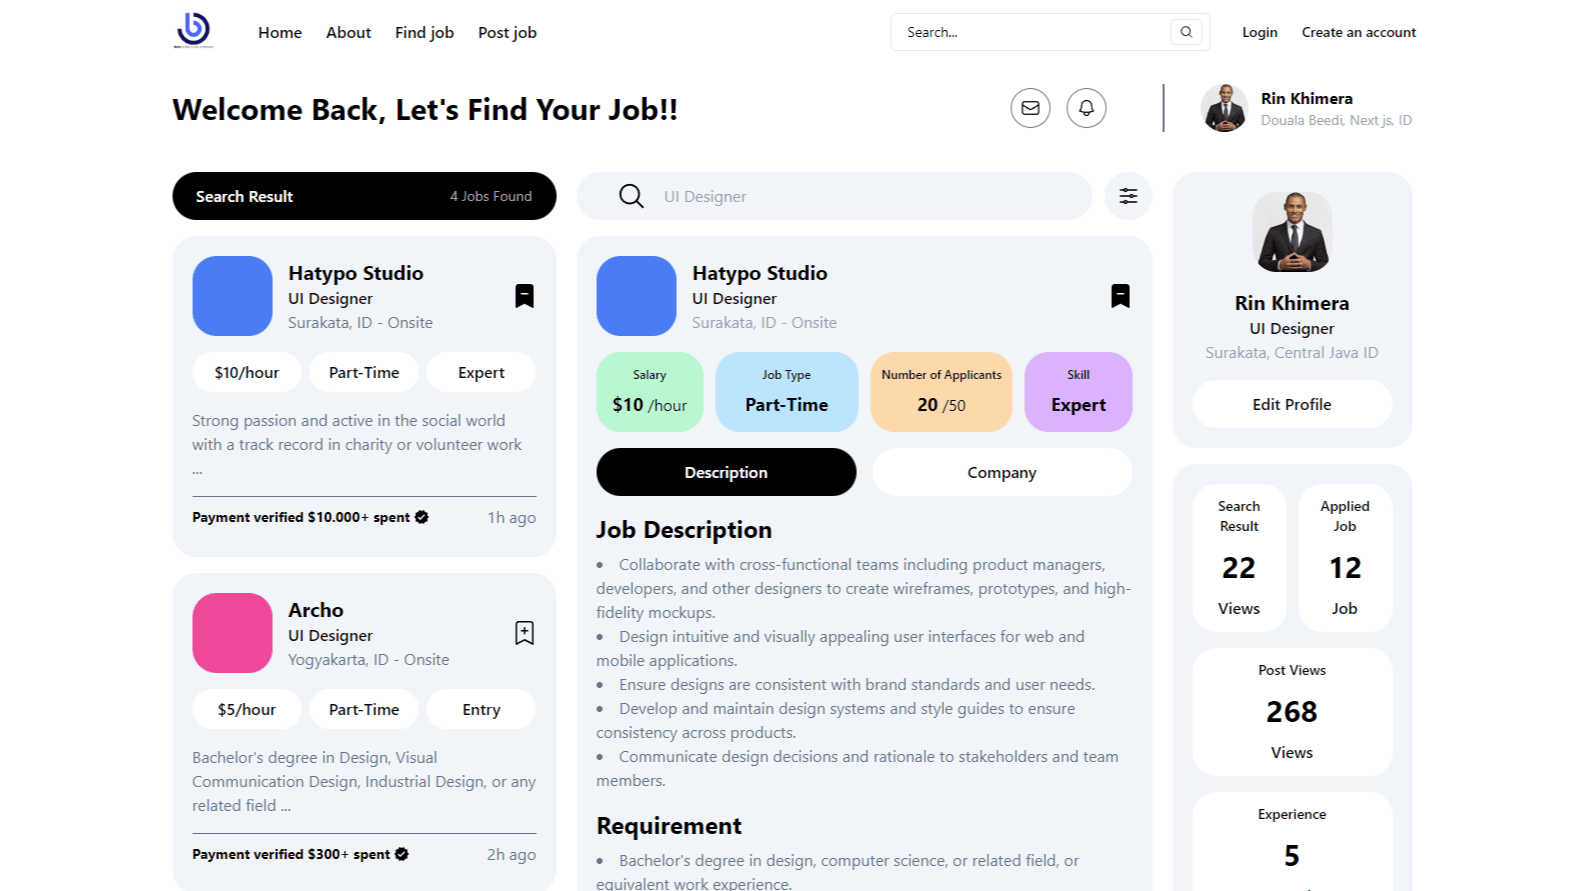 Home About Find job Post job
Search...
Login Create an account
Welcome Back, Let's Find Your Job!!
Rin Khimera
Douala Beedi, Next js, ID
Search Result 4 Jobs Found
Hatypo Studio
UI Designer
Surakata, ID - Onsite
$10/hour Part-Time Expert
Strong passion and active in the social world
with a track record in charity or volunteer work
...
Payment verified $10.000+ spent 1h ago
Archo
UI Designer
Yogyakarta, ID - Onsite
$5/hour Part-Time Entry
Bachelor's degree in Design, Visual
Communication Design, Industrial Design, or any
related field ...
Payment verified $300+ spent 2h ago
UI Designer
Hatypo Studio
UI Designer
Surakata, ID - Onsite
Salary
$10 /hour
Job Type
Part-Time
Number of Applicants
20 /50
Skill
Expert
Description Company
Job Description
• Collaborate with cross-functional teams including product managers,
developers, and other designers to create wireframes, prototypes, and high-
fidelity mockups.
• Design intuitive and visually appealing user interfaces for web and
mobile applications.
• Ensure designs are consistent with brand standards and user needs.
• Develop and maintain design systems and style guides to ensure
consistency across products.
• Communicate design decisions and rationale to stakeholders and team
members.
Requirement
• Bachelor's degree in design, computer science, or related field, or
equivalent work experience.
Rin Khimera
UI Designer
Surakata, Central Java ID
Edit Profile
Search
Result
22
Views
Applied
Job
12
Job
Post Views
268
Views
Experience
5